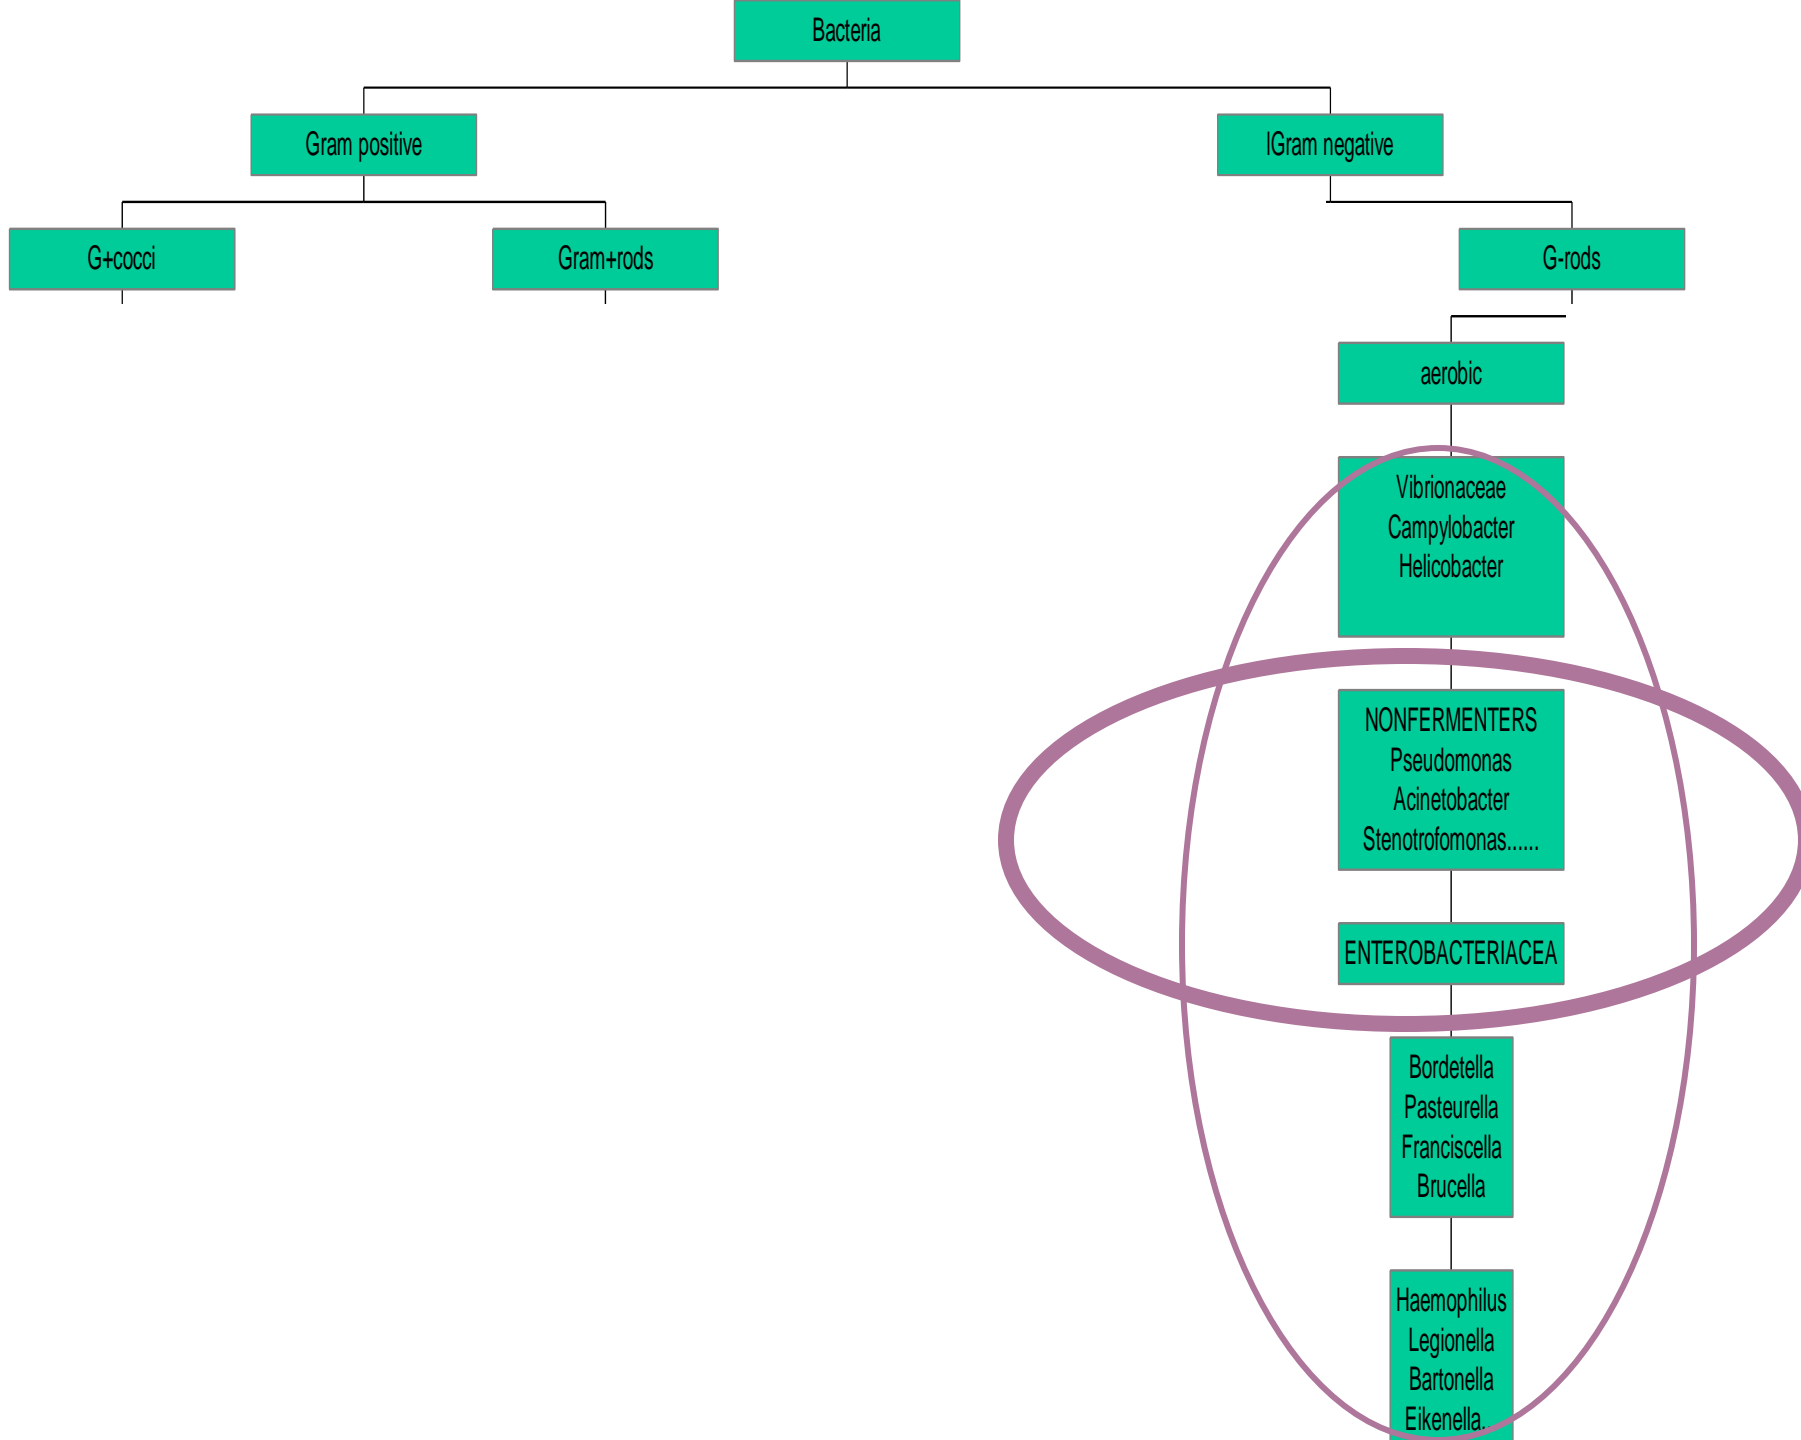 Bacteria
Gram positive
IGram negative
G+cocci
Gram+rods
G-rods
aerobic
Vibrionaceae
Campylobacter
Helicobacter
NONFERMENTERS
Pseudomonas
Acinetobacter
Stenotrofomonas......
ENTEROBACTERIACEA
Bordetella
Pasteurella
Franciscella
Brucella
Haemophilus
Legionella
Bartonella
Eikenella..